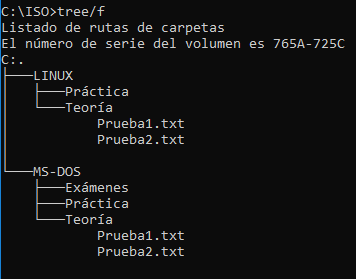 C:\ISO>tree/f
Listado de rutas de carpetas
El número de serie del volumen es 765A-725C
C:.
├───LINUX
│   ├───Práctica
│   └───Teoría
│           Prueba1.txt
│           Prueba2.txt
│
└───MS-DOS
    ├───Exámenes
    ├───Práctica
    └───Teoría
            Prueba1.txt
            Prueba2.txt